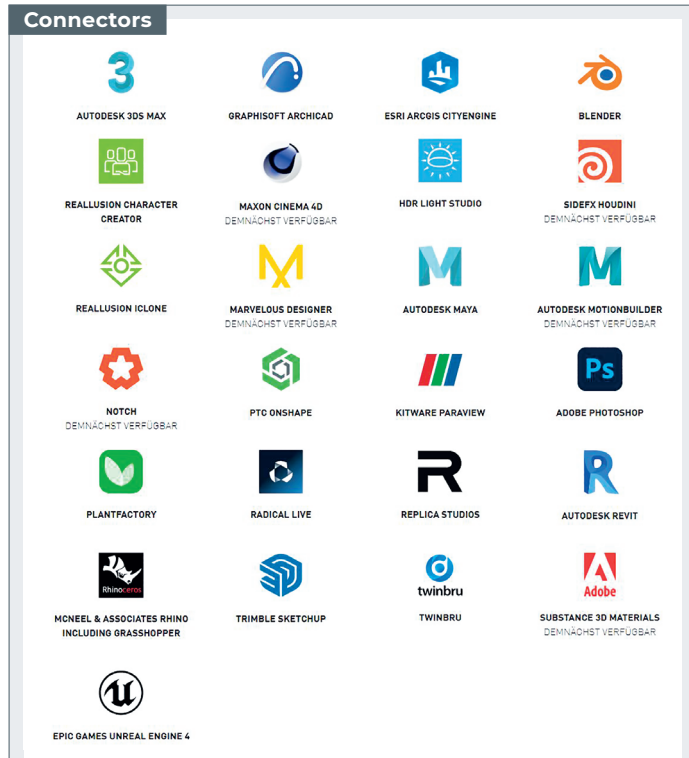 Connectors
AUTODESK 3DS MAX
GRAPHISOFT ARCHICAD
ESRI ARCGIS CITYENGINE
BLENDER
REALLUSION CHARACTER
CREATOR
MAXON CINEMA 4D
DEMNÄCHST VERFÜGBAR
HDR LIGHT STUDIO
SIDEFX HOUDINI
DEMNÄCHST VERFÜGBAR
REALLUSION ICLONE
MARVELOUS DESIGNER
DEMNÄCHST VERFÜGBAR
AUTODESK MAYA
AUTODESK MOTIONBUILDER
DEMNÄCHST VERFÜGBAR
NOTCH
DEMNÄCHST VERFÜGBAR
PTC ONSHAPE
KITWARE PARAVIEW
Ps
ADOBE PHOTOSHOP
PLANTFACTORY
RADICAL LIVE
REPLICA STUDIOS
AUTODESK REVIT
Rhinoceros
MCNEEL & ASSOCIATES RHINO
INCLUDING GRASSHOPPER
TRIMBLE SKETCHUP
twinbru
TWINBRU
Adobe
SUBSTANCE 3D MATERIALS
DEMNÄCHST VERFÜGBAR
EPIC GAMES UNREAL ENGINE 4